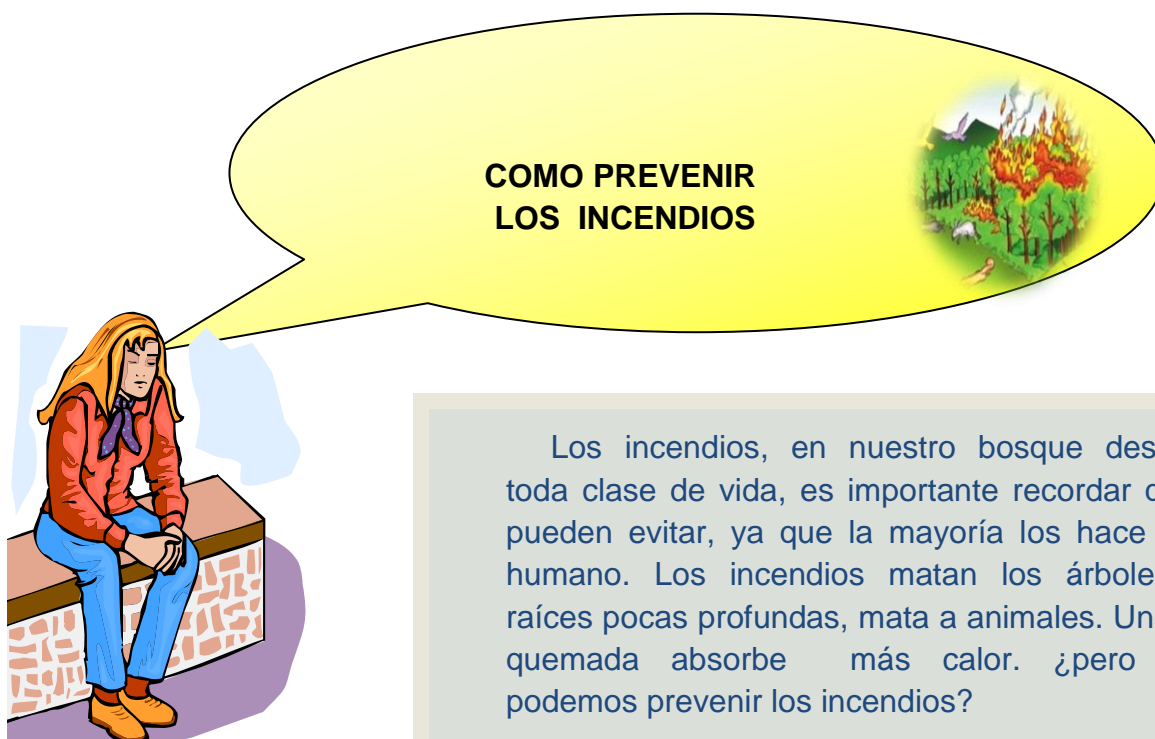 COMO PREVENIR
LOS INCENDIOS
Los incendios, en nuestro bosque
toda clase de vida, es importante recordar
pueden evitar, ya que la mayoría los hace
humano. Los incendios matan los
raíces pocas profundas, mata a animales.
quemada absorbe más calor. ¿pero
podemos prevenir los incendios?